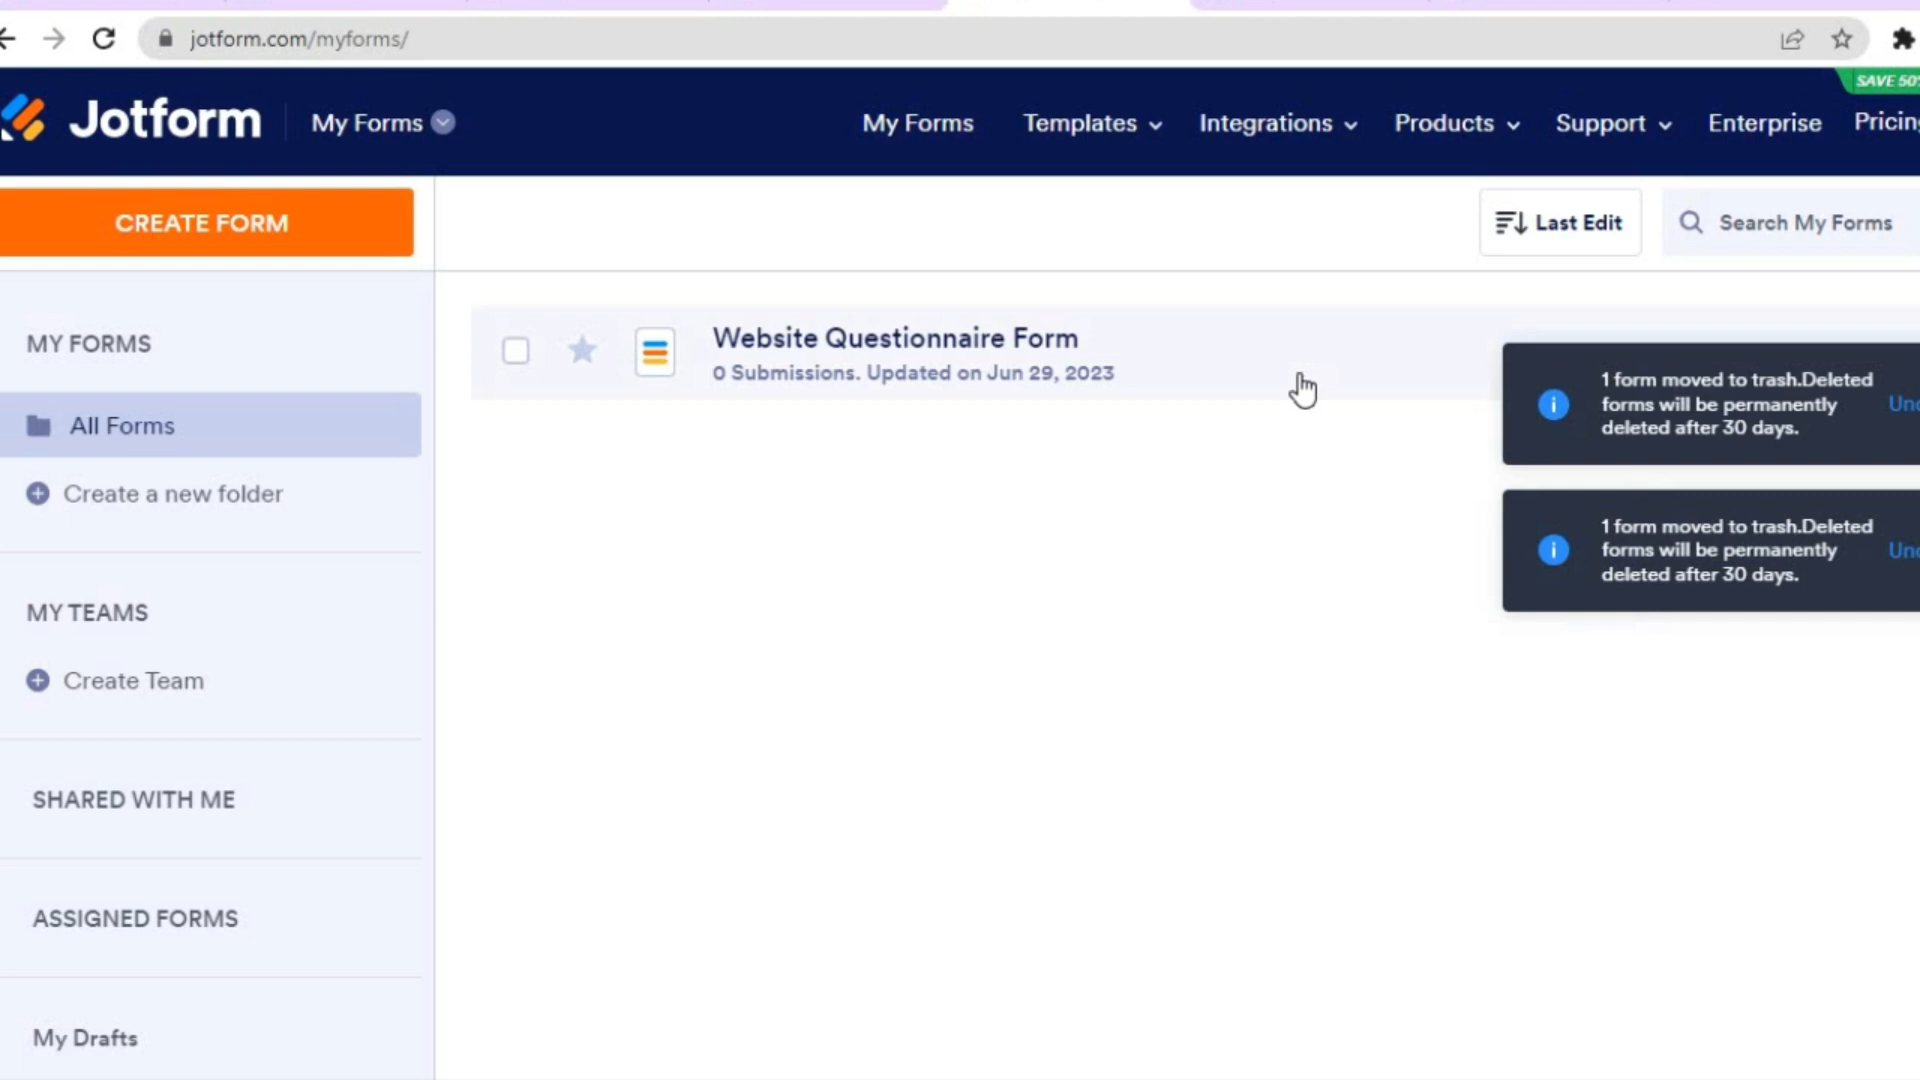 jotform.com/myforms/
SAVE 50%
Jotform
My Forms
My Forms
Templates
Integrations
Products
Support
Enterprise
Pricing
CREATE FORM
Last Edit
Search My Forms
MY FORMS
All Forms
Create a new folder
MY TEAMS
Create Team
SHARED WITH ME
ASSIGNED FORMS
My Drafts
Website Questionnaire Form
0 Submissions. Updated on Jun 29, 2023
1 form moved to trash.Deleted
forms will be permanently
deleted after 30 days.
1 form moved to trash.Deleted
forms will be permanently
deleted after 30 days.